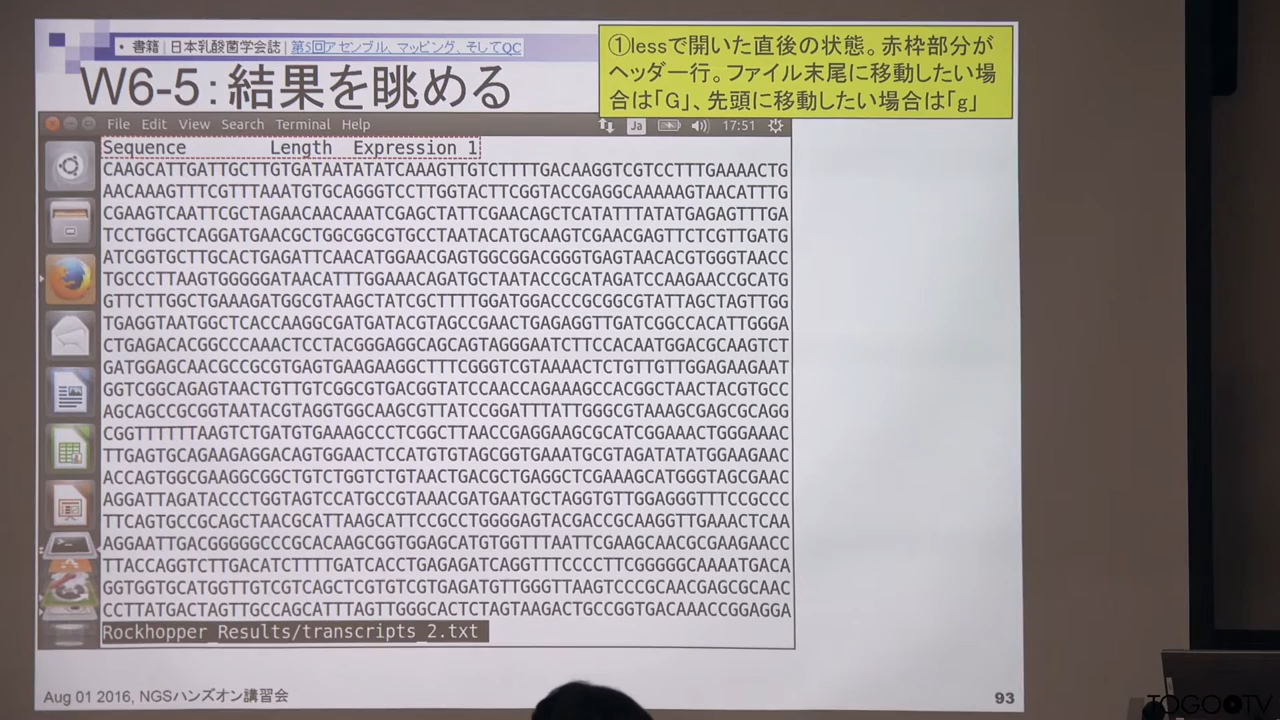 • 書籍 | 日本乳酸菌学会誌 | 第5回アセンブル、マッピング、そしてQC
W6-5：結果を眺める
①lessで開いた直後の状態。赤枠部分が
ヘッダー行。ファイル末尾に移動したい場
合は「G」、先頭に移動したい場合は「g」
File Edit View Search Terminal Help
Ja
17:51
Sequence Length Expression 1
CAAGCATTGATTGCTTGTGATAATATATCAAAGTTGTCTTTTGACAAGGTCGTCCTTTGAAAACTG
AACAAAGTTTCGTTTAAATGTGCAGGGTCCTTGGTACTTCGGTACCGAGGCAAAAAGTAACATTTG
CGAAGTCAATTCGCTAGAACAACAAATCGAGCTATTCGAACAGCTCATATTTATATGAGAGTTTGA
TCCTGGCTCAGGATGAACGCTGGCGGCGTGCCTAATACATGCAAGTCGAACGAGTTCTCGTTGATG
ATCGGTGCTTGCACTGAGATTCAACATGGAACGAGTGGCGGACGGGTGAGTAACACGTGGGTAACC
TGCCCTTAAGTGGGGGATAACATTTGGAAACAGATGCTAATACCGCATAGATCCAAGAACCGCATG
GTTCTTGGCTGAAAGATGGCGTAAGCTATCGCTTTTGGATGGACCCGCGGCGTATTAGCTAGTTGG
TGAGGTAATGGCTCACCAAGGCGATGATACGTAGCCGAACTGAGAGGTTGATCGGCCACATTGGGA
CTGAGACACGGCCCAAACTCCTACGGGAGGCAGCAGTAGGGAATCTTCCACAATGGACGCAAGTCT
GATGGAGCAACGCCGCGTGAGTGAAGAAGGCTTTCGGGTCGTAAAACTCTGTTGTTGGAGAAGAAT
GGTCGGCAGAGTAACTGTTGTCGGCGTGACGGTATCCAACCAGAAAGCCACGGCTAACTACGTGCC
AGCAGCCGCGGTAATACGTAGGTGGCAAGCGTTATCCGGATTTATTGGGCGTAAAGCGAGCGCAGG
CGGTTTTTTAAGTCTGATGTGAAAGCCCTCGGCTTAACCGAGGAAGCGCATCGGAAACTGGGAAAC
TTGAGTGCAGAAGAGGACAGTGGAACTCCATGTGTAGCGGTGAAATGCGTAGATATATGGAAGAAC
ACCAGTGGCGAAGGCGGCTGTCTGGTCTGTAACTGACGCTGAGGCTCGAAAGCATGGGTAGCGAAC
AGGATTAGATACCCTGGTAGTCCATGCCGTAAACGATGAATGCTAGGTGTTGGAGGGTTTCCGCCC
TTCAGTGCCGCAGCTAACGCATTAAGCATTCCGCCTGGGGAGTACGACCGCAAGGTTGAAACTCAA
AGGAATTGACGGGGGCCCGCACAAGCGGTGGAGCATGTGGTTTAATTCGAAGCAACGCGAAGAACC
TTACCAGGTCTTGACATCTTTTGATCACCTGAGAGATCAGGTTTCCCCTTCGGGGGCAAAATGACA
GGTGGTGCATGGTTGTCGTCAGCTCGTGTCGTGAGATGTTGGGTTAAGTCCCGCAACGAGCGCAAC
CCTTATGACTAGTTGCCAGCATTTAGTTGGGCACTCTAGTAAGACTGCCGGTGACAAACCGGAGGA
Rockhopper_Results/transcripts_2.txt
Aug 01 2016, NGSハンズオン講習会
93
TOGOTV